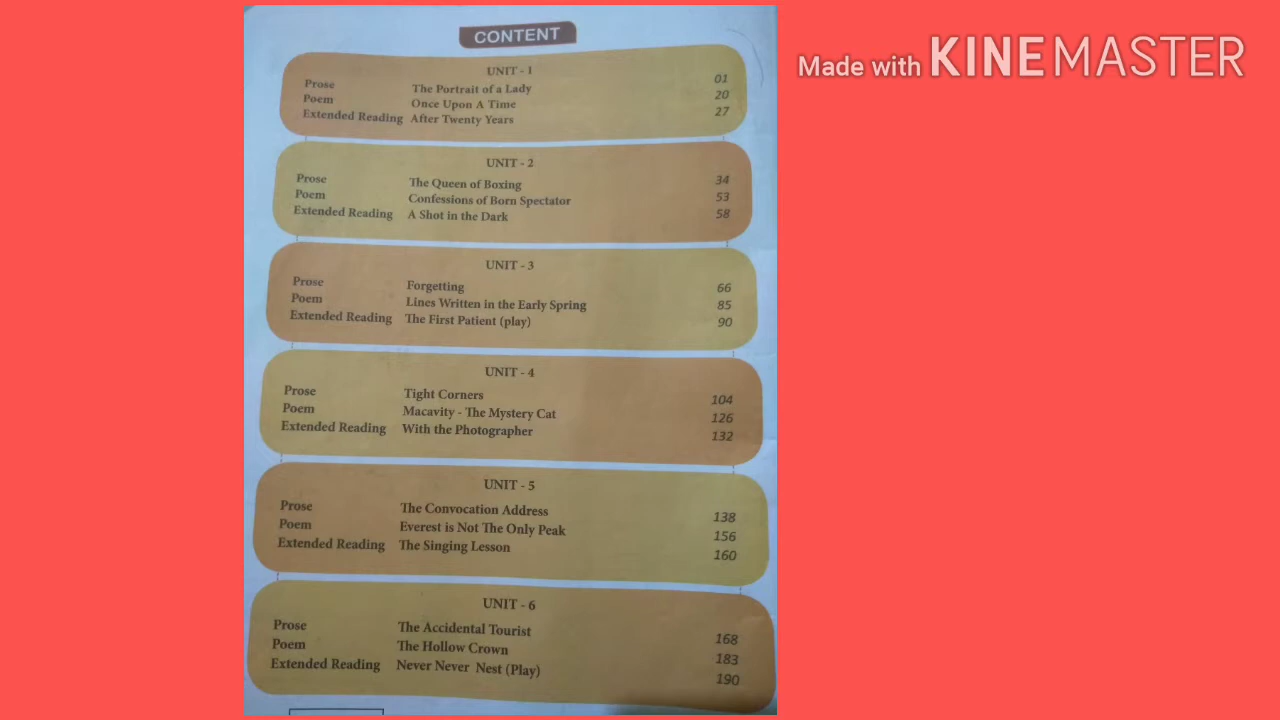 CONTENT
Made with KINEMASTER
UNIT - 1
Prose The Portrait of a Lady 01
Poem Once Upon A Time 20
Extended Reading After Twenty Years 27
UNIT - 2
Prose The Queen of Boxing 34
Poem Confessions of Born Spectator 53
Extended Reading A Shot in the Dark 58
UNIT - 3
Prose Forgetting 66
Poem Lines Written in the Early Spring 85
Extended Reading The First Patient (play) 90
UNIT - 4
Prose Tight Corners 104
Poem Macavity - The Mystery Cat 126
Extended Reading With the Photographer 132
UNIT - 5
Prose The Convocation Address 138
Poem Everest is Not The Only Peak 156
Extended Reading The Singing Lesson 160
UNIT - 6
Prose The Accidental Tourist 168
Poem The Hollow Crown 183
Extended Reading Never Never Nest (Play) 190